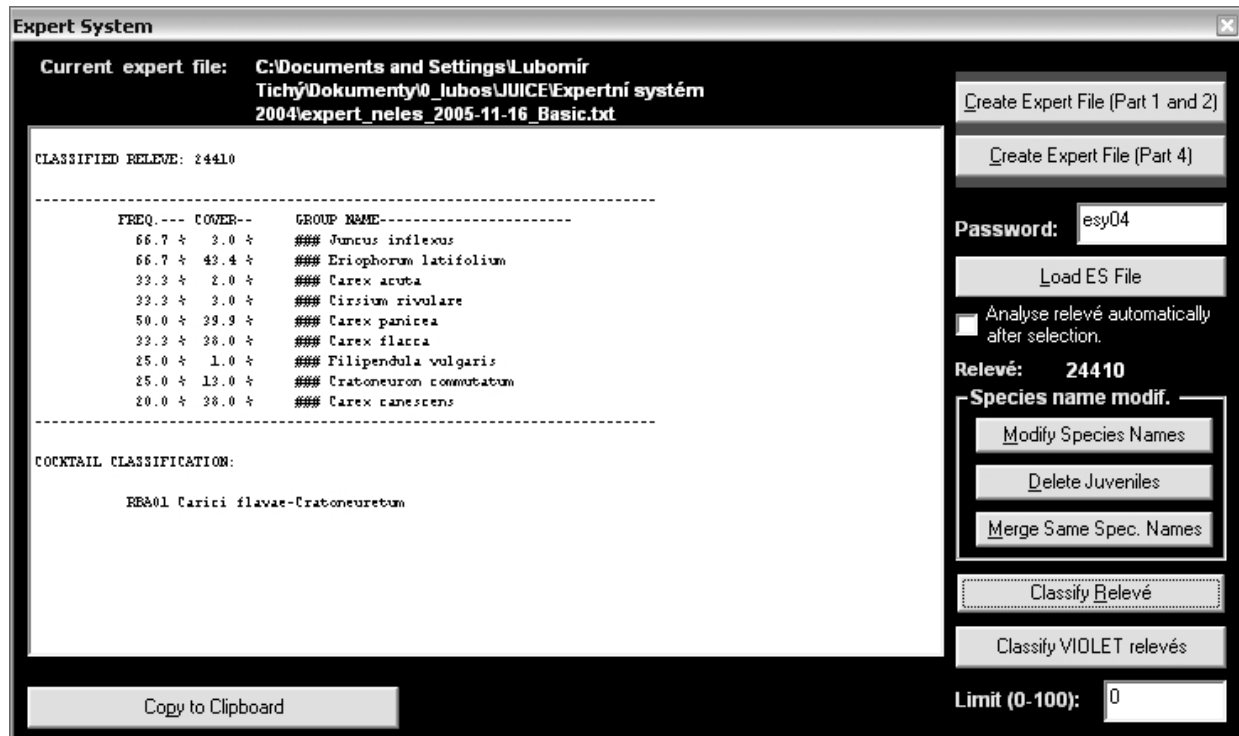 Expert System
Current expert file: C:\Documents and Settings\Lubomír
Tichý\Dokumenty\0_lubos\JUICE\Expertní systém
2004\expert_neles_2005-11-16_Basic.txt
CLASSIFIED RELEVE: 24410
--------------------------------------------------------------------------------
FREQ.--- COVER-- GROUP NAME-----------------------
66.7 % 3.0 % ### Juncus inflexus
66.7 % 43.4 % ### Eriophorum latifolium
33.3 % 2.0 % ### Carex acuta
33.3 % 3.0 % ### Cirsium rivulare
50.0 % 39.9 % ### Carex panicea
33.3 % 38.0 % ### Carex flacca
25.0 % 1.0 % ### Filipendula vulgaris
25.0 % 13.0 % ### Cratoneuron commutatum
20.0 % 38.0 % ### Carex canescens
--------------------------------------------------------------------------------
COCKTAIL CLASSIFICATION:
RBA01 Carici flavae-Cratoneuretum
Copy to Clipboard
Create Expert File (Part 1 and 2)
Create Expert File (Part 4)
Password: esy04
Load ES File
Analyse relevé automatically
after selection.
Relevé: 24410
Species name modif.
Modify Species Names
Delete Juveniles
Merge Same Spec. Names
Classify Relevé
Classify VIOLET relevés
Limit (0-100): 0